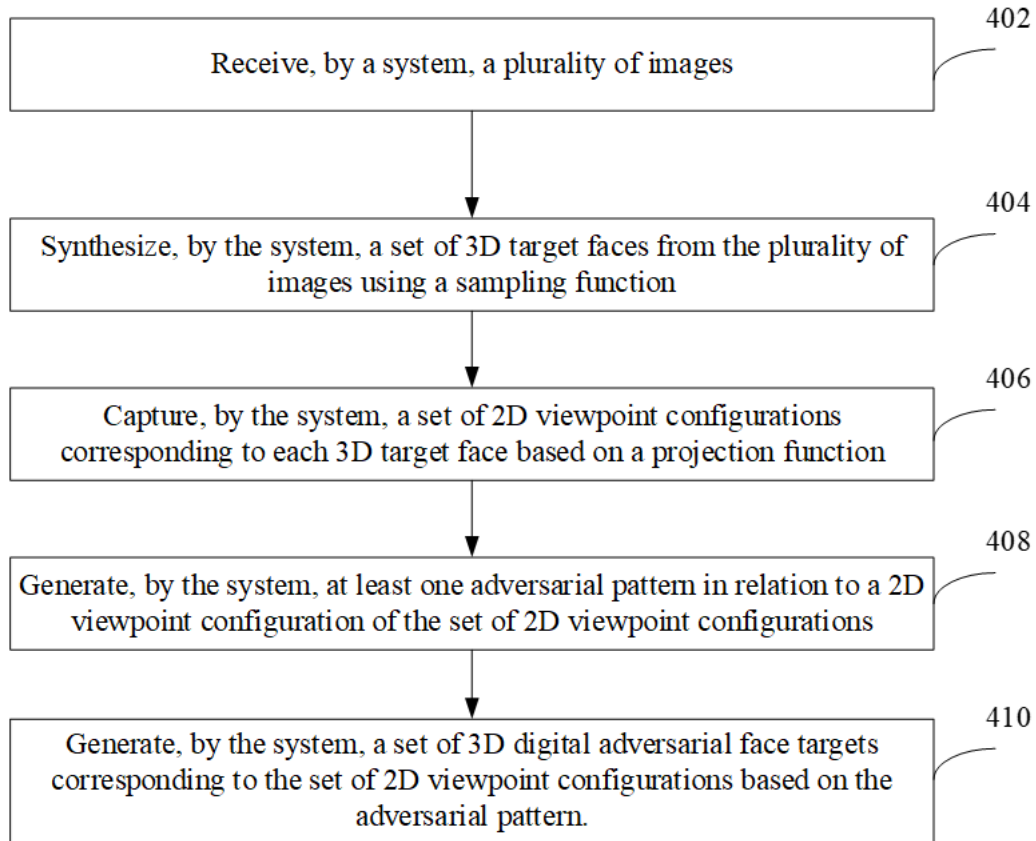 402
Receive, by a system, a plurality of images
404
Synthesize, by the system, a set of 3D target faces from the plurality of
images using a sampling function
406
Capture, by the system, a set of 2D viewpoint configurations
corresponding to each 3D target face based on a projection function
408
Generate, by the system, at least one adversarial pattern in relation to a 2D
viewpoint configuration of the set of 2D viewpoint configurations
410
Generate, by the system, a set of 3D digital adversarial face targets
corresponding to the set of 2D viewpoint configurations based on the
adversarial pattern.